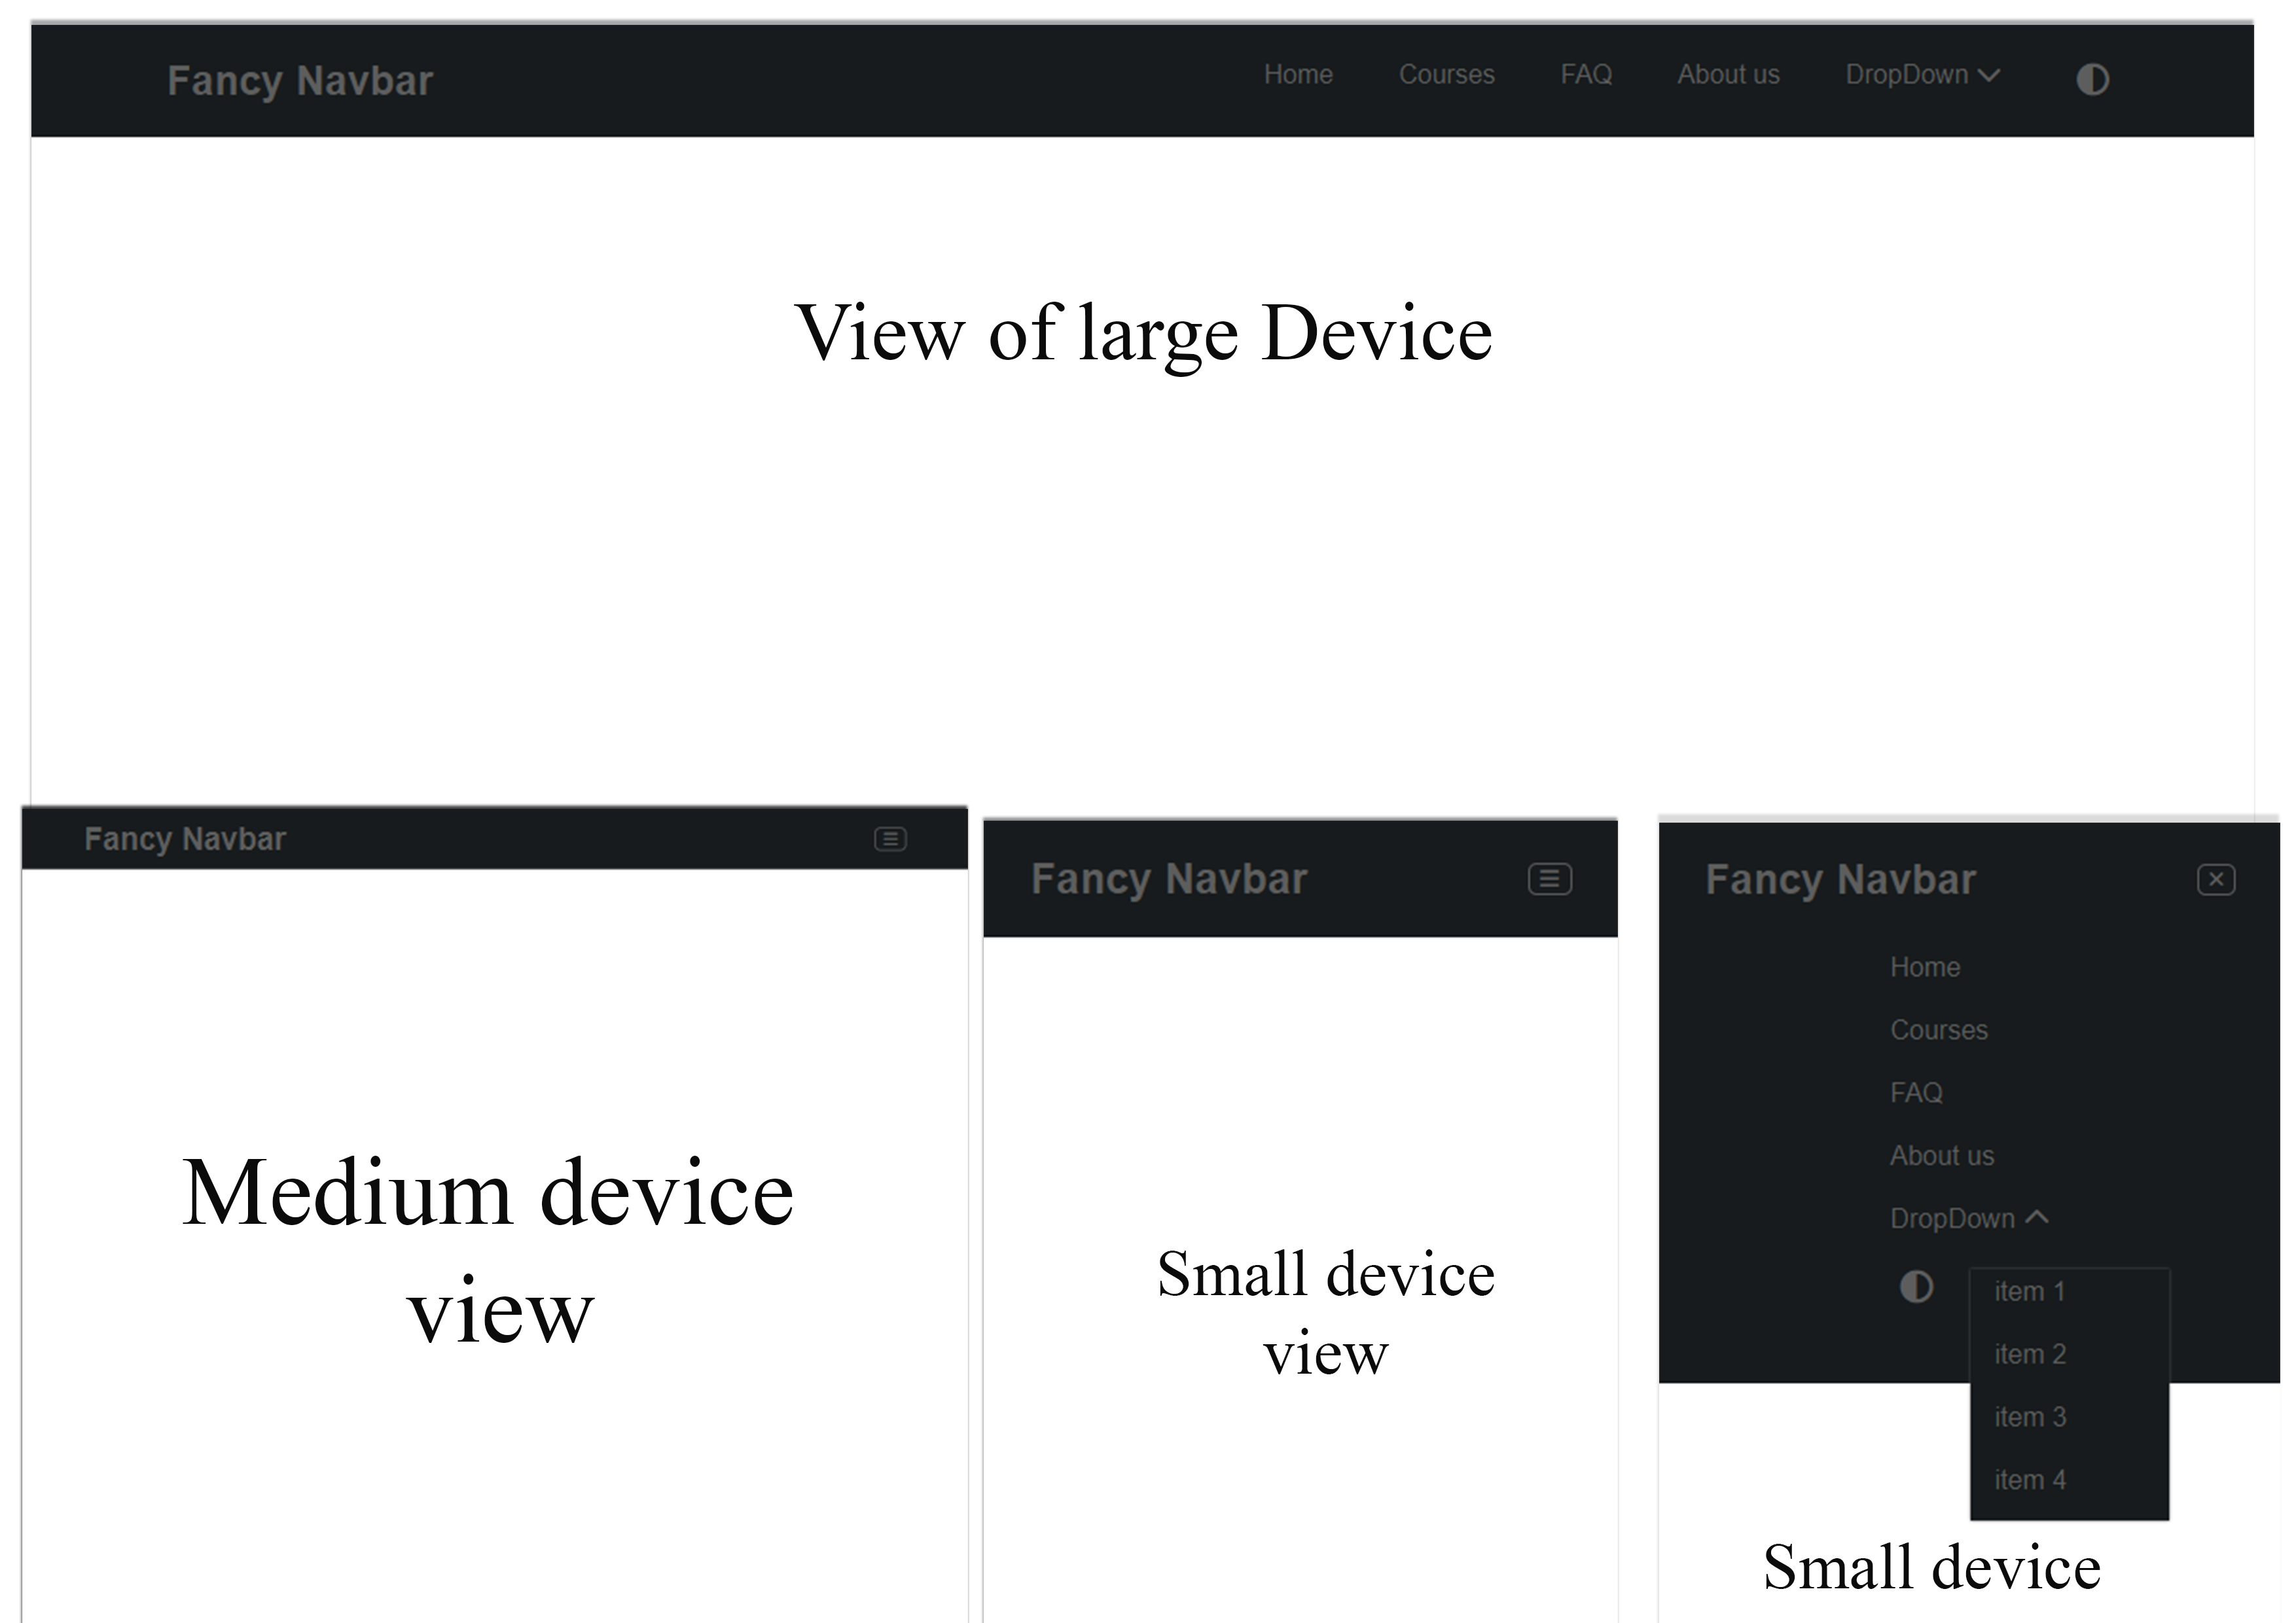 Fancy Navbar
Home Courses FAQ About us DropDown
View of large Device
Fancy Navbar
Medium device
view
Fancy Navbar
Small device
view
Fancy Navbar
Home
Courses
FAQ
About us
DropDown
item 1
item 2
item 3
item 4
Small device